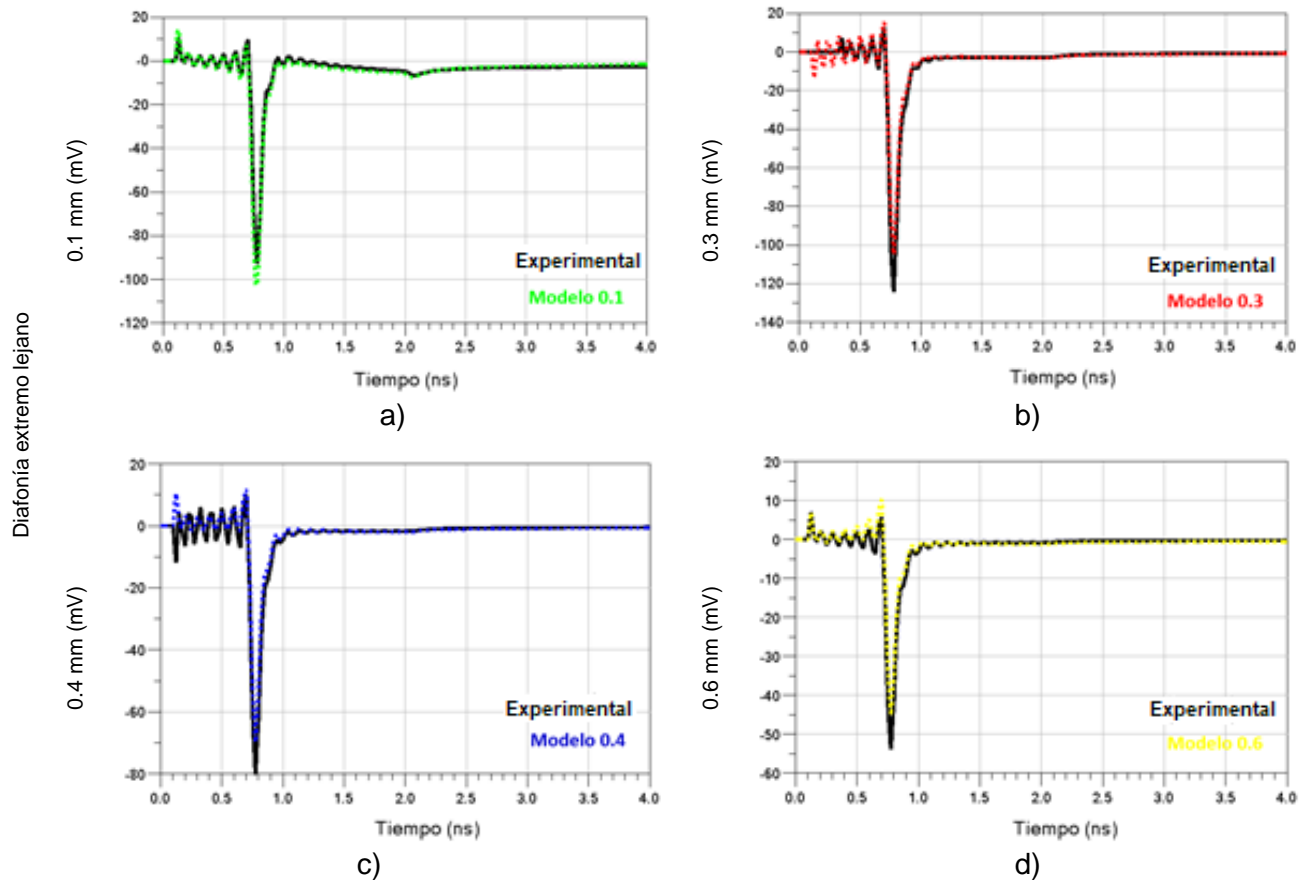 Diafonía extremo lejano
0.1 mm (mV)
20
-0
-20
-40
-60
-80
-100
-120
0.0 0.5 1.0 1.5 2.0 2.5 3.0 3.5 4.0
Experimental
Modelo 0.1
Tiempo (ns)
a)
0.3 mm (mV)
20
0
-20
-40
-60
-80
-100
-120
-140
0.0 0.5 1.0 1.5 2.0 2.5 3.0 3.5 4.0
Experimental
Modelo 0.3
Tiempo (ns)
b)
0.4 mm (mV)
20
0
-20
-40
-60
-80
0.0 0.5 1.0 1.5 2.0 2.5 3.0 3.5 4.0
Experimental
Modelo 0.4
Tiempo (ns)
c)
0.6 mm (mV)
20
10
0
-10
-20
-30
-40
-50
-60
0.0 0.5 1.0 1.5 2.0 2.5 3.0 3.5 4.0
Experimental
Modelo 0.6
Tiempo (ns)
d)